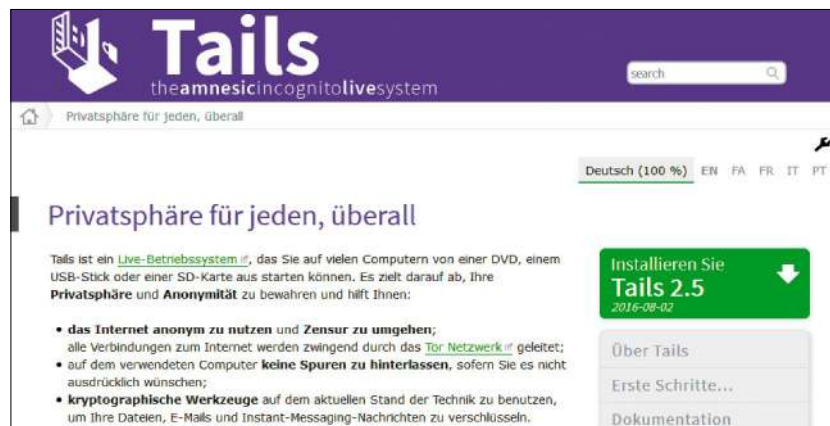 Tails
theamnesicincognitolivesystem
search
Privatsphäre für jeden, überall
Deutsch (100 %) EN FA FR IT PT
Privatsphäre für jeden, überall
Tails ist ein Live-Betriebssystem, das Sie auf vielen Computern von einer DVD, einem
USB-Stick oder einer SD-Karte aus starten können. Es zielt darauf ab, Ihre
Privatsphäre und Anonymität zu bewahren und hilft Ihnen:
• das Internet anonym zu nutzen und Zensur zu umgehen;
alle Verbindungen zum Internet werden zwingend durch das Tor Netzwerk geleitet;
• auf dem verwendeten Computer keine Spuren zu hinterlassen, sofern Sie es nicht
ausdrücklich wünschen;
• kryptographische Werkzeuge auf dem aktuellen Stand der Technik zu benutzen,
um Ihre Dateien, E-Mails und Instant-Messaging-Nachrichten zu verschlüsseln.
Installieren Sie
Tails 2.5
2016-08-02
Über Tails
Erste Schritte...
Dokumentation